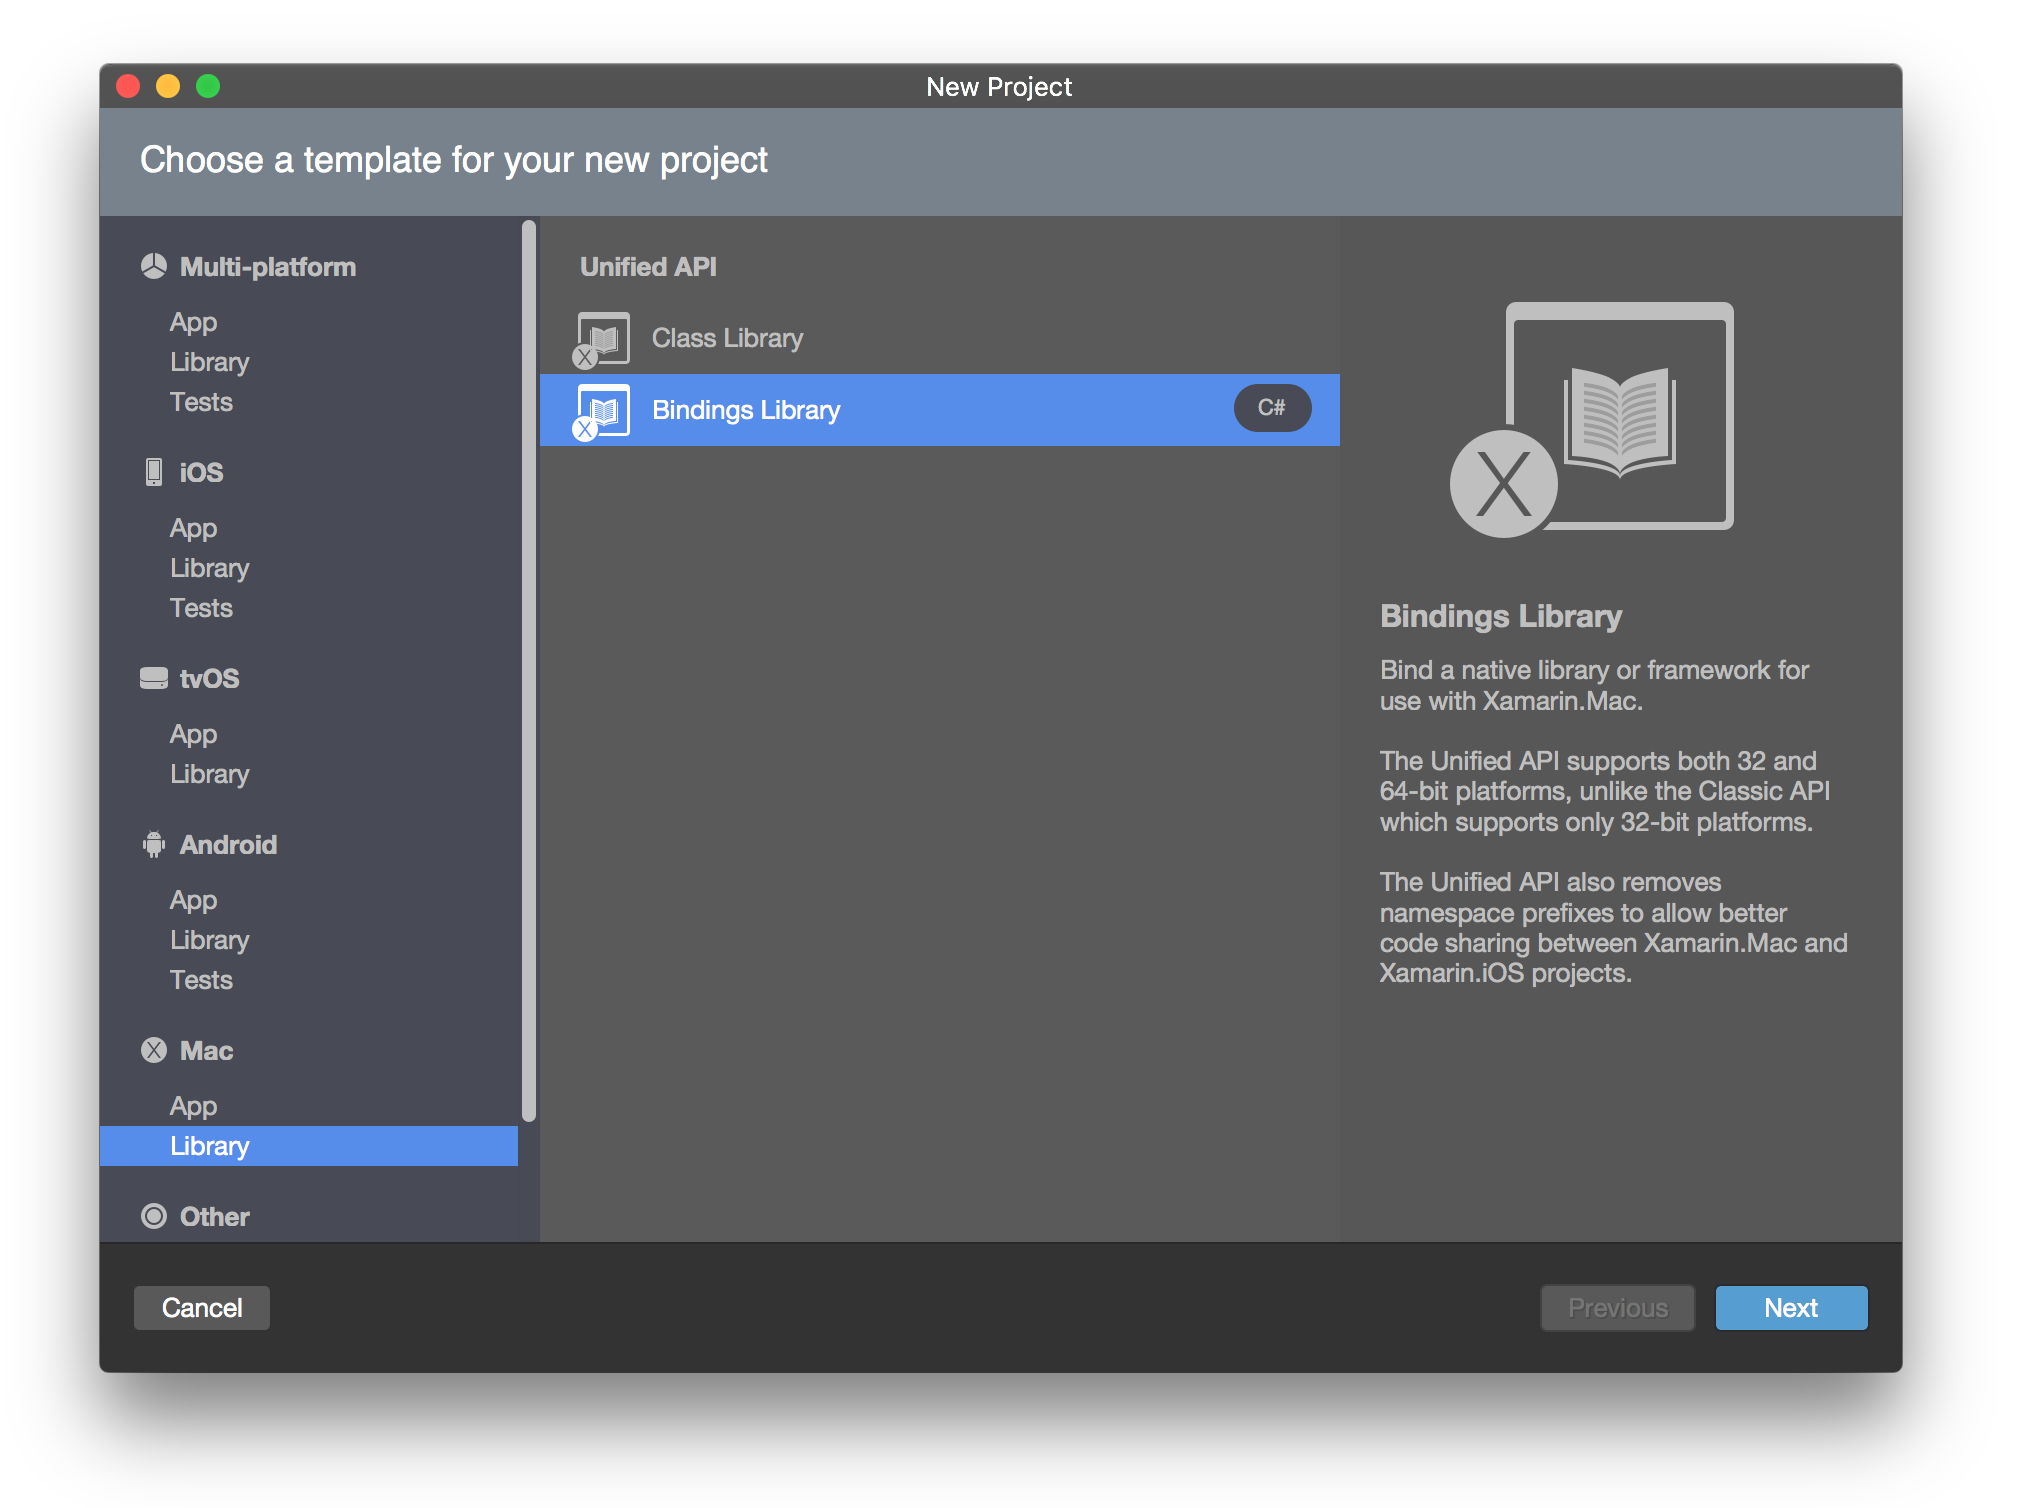 New Project
Choose a template for your new project
Multi-platform
App
Library
Tests
iOS
App
Library
Tests
tvOS
App
Library
Android
App
Library
Tests
Mac
App
Library
Other
Unified API
Class Library
Bindings Library
C#
X
Bindings Library
Bind a native library or framework for
use with Xamarin.Mac.
The Unified API supports both 32 and
64-bit platforms, unlike the Classic API
which supports only 32-bit platforms.
The Unified API also removes
namespace prefixes to allow better
code sharing between Xamarin.Mac and
Xamarin.iOS projects.
Cancel
Previous
Next